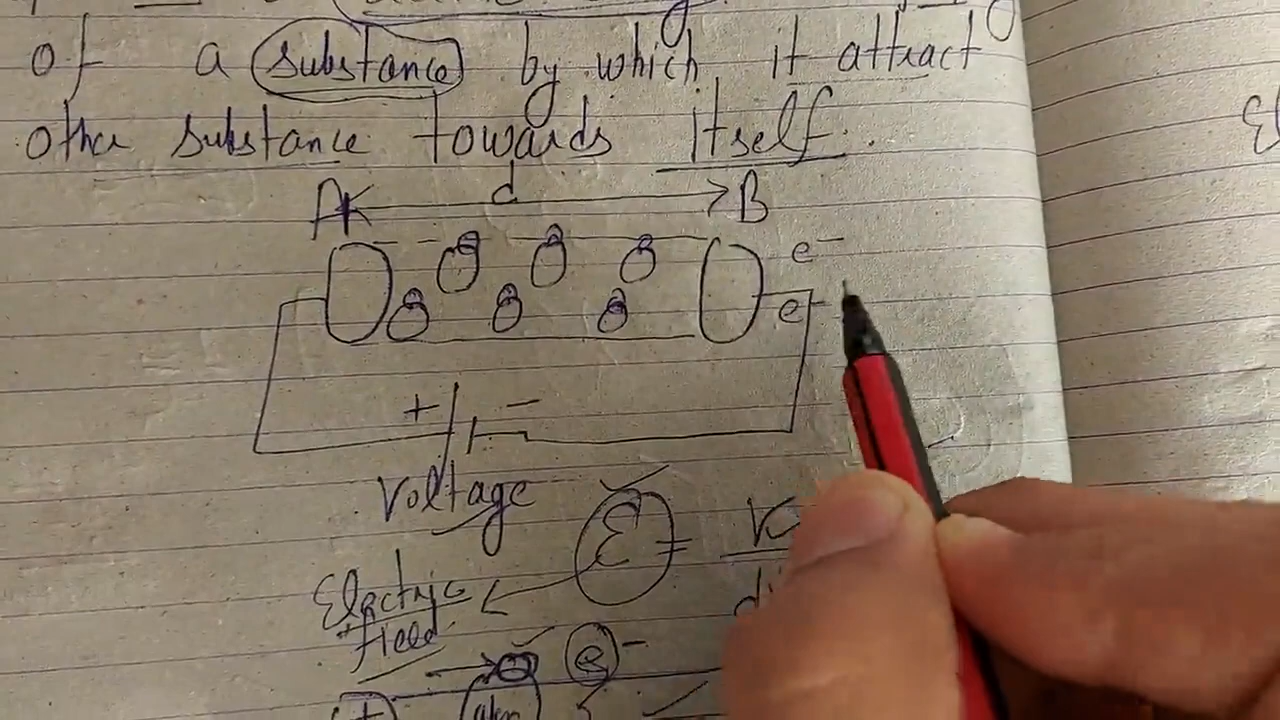 of a substance by which it attract
other substance towards itself.
A d B
e⁻
e⁻
+ -
Voltage
E =
Electric
field
e⁻
+